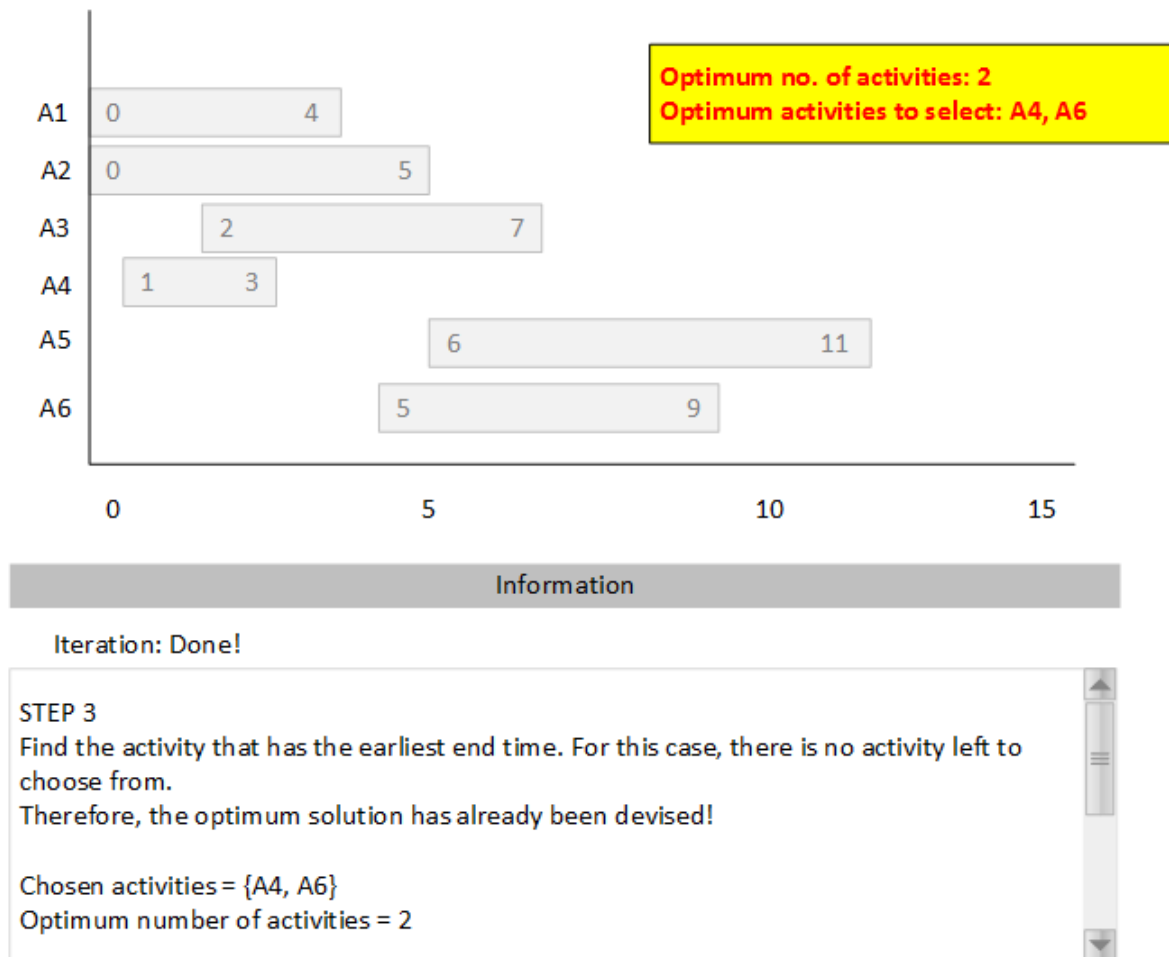 Optimum no. of activities: 2
Optimum activities to select: A4, A6
A1 0 4
A2 0 5
A3 2 7
A4 1 3
A5 6 11
A6 5 9
0 5 10 15
Information
Iteration: Done!
STEP 3
Find the activity that has the earliest end time. For this case, there is no activity left to
choose from.
Therefore, the optimum solution has already been devised!
Chosen activities = {A4, A6}
Optimum number of activities = 2